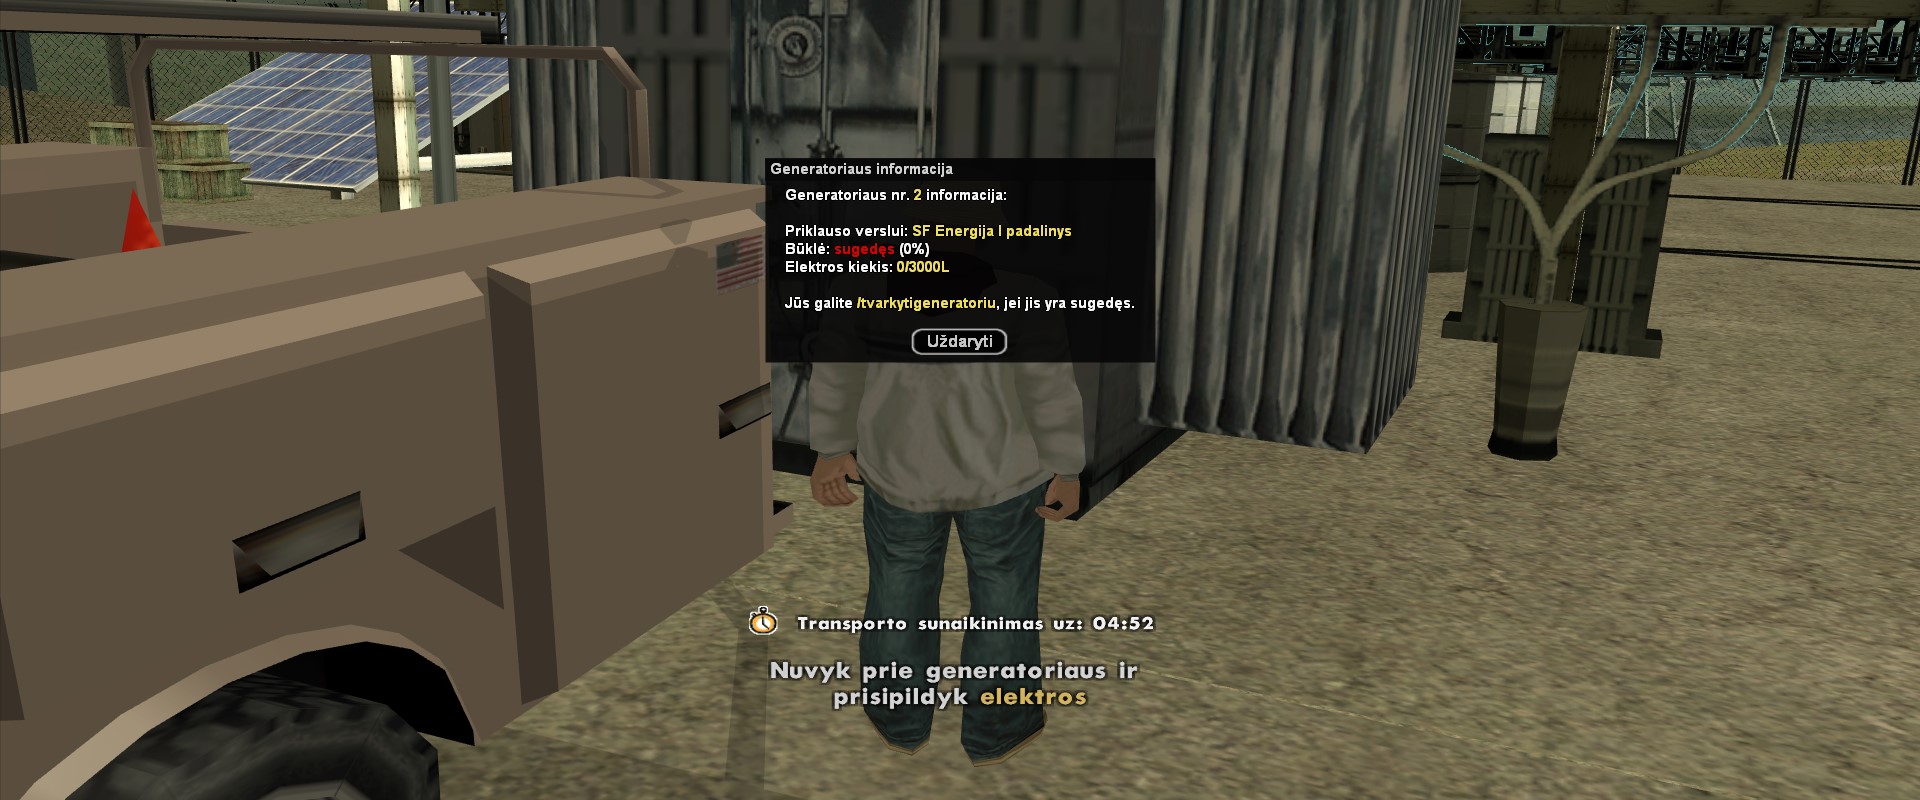 Generatoriaus informacija
Generatoriaus nr. 2 informacija:
Priklauso verslui: SF Energija I padalinys
Būklė: sugedęs (0%)
Elektros kiekis: 0/3000L
Jūs galite /tvarkytigeneratoriu, jei jis yra sugedęs.
Uždaryti
Transporto sunaikinimas uz: 04:52
Nuvyk prie generatoriaus ir
prisipildyk elektros